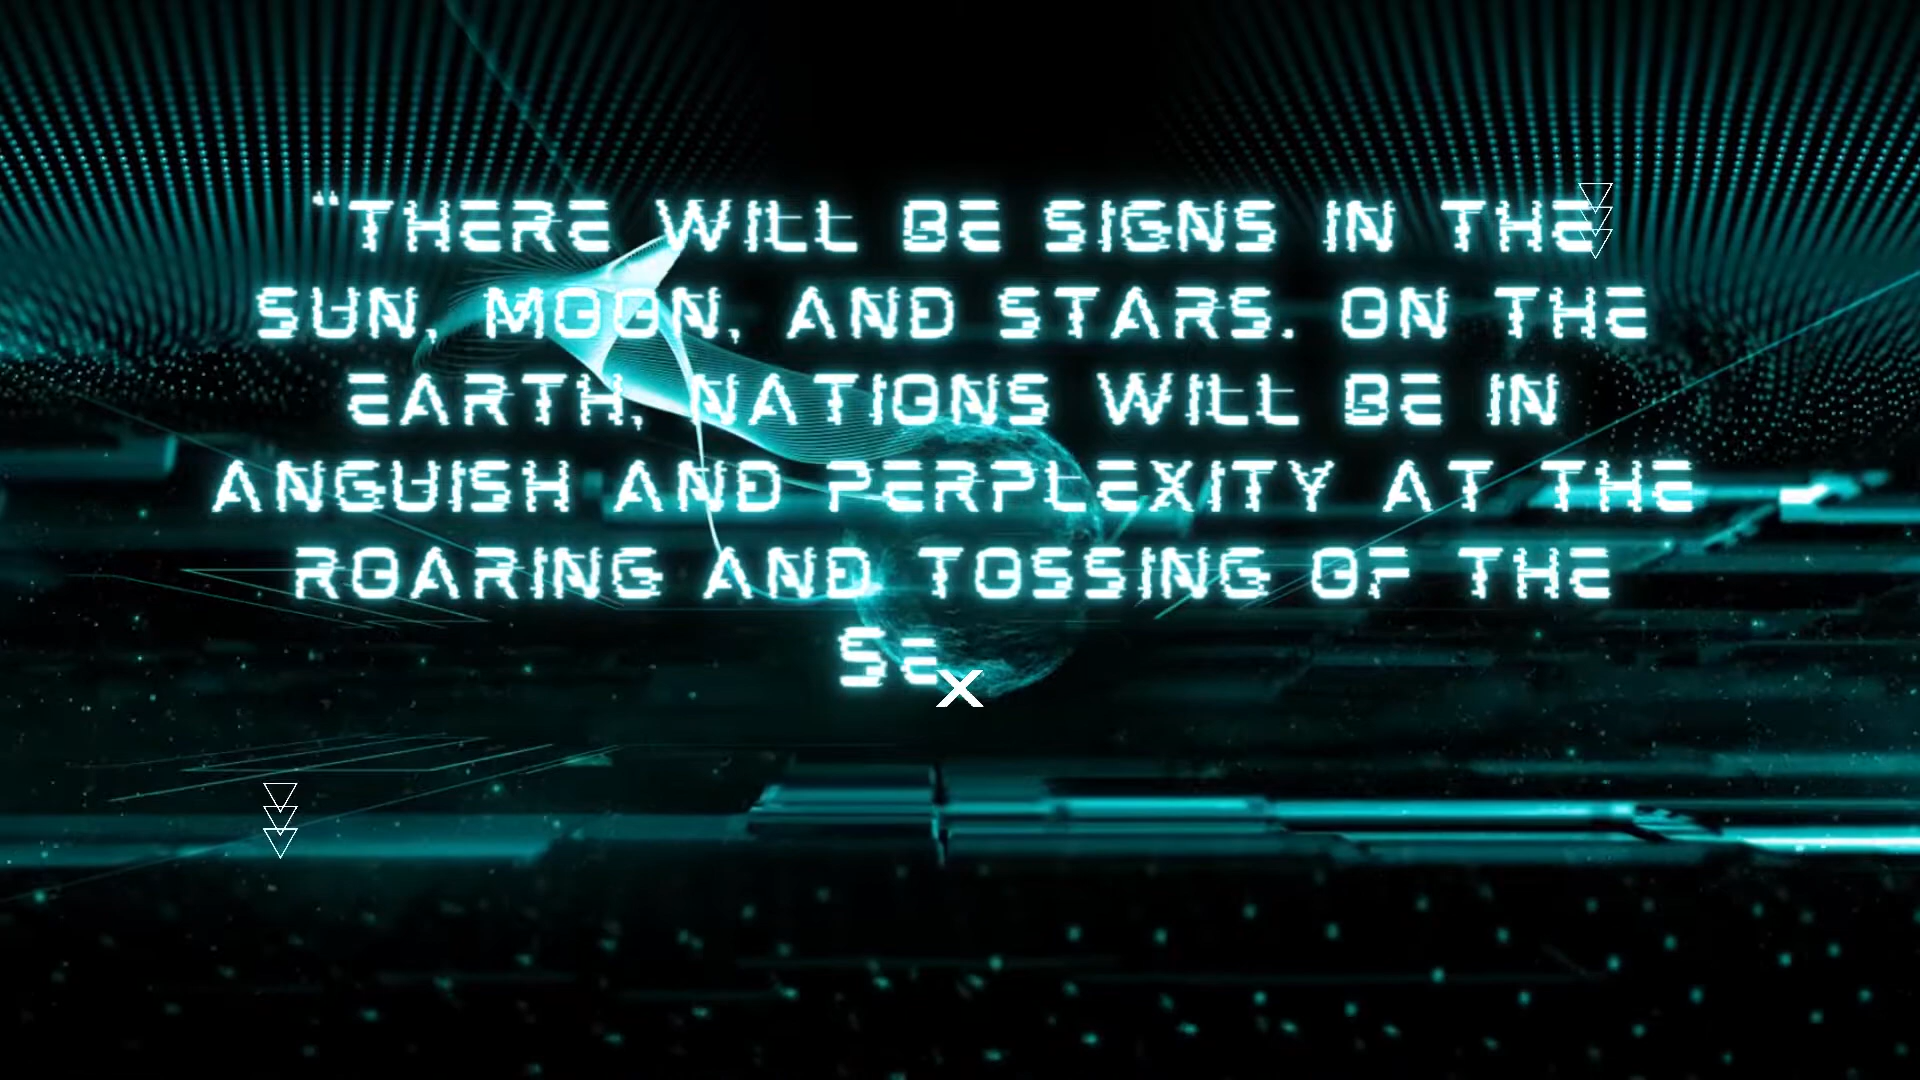 “THERE WILL BE SIGNS IN THE
SUN, MOON, AND STARS. ON THE
EARTH, NATIONS WILL BE IN
ANGUISH AND PERPLEXITY AT THE
ROARING AND TOSSING OF THE
SE